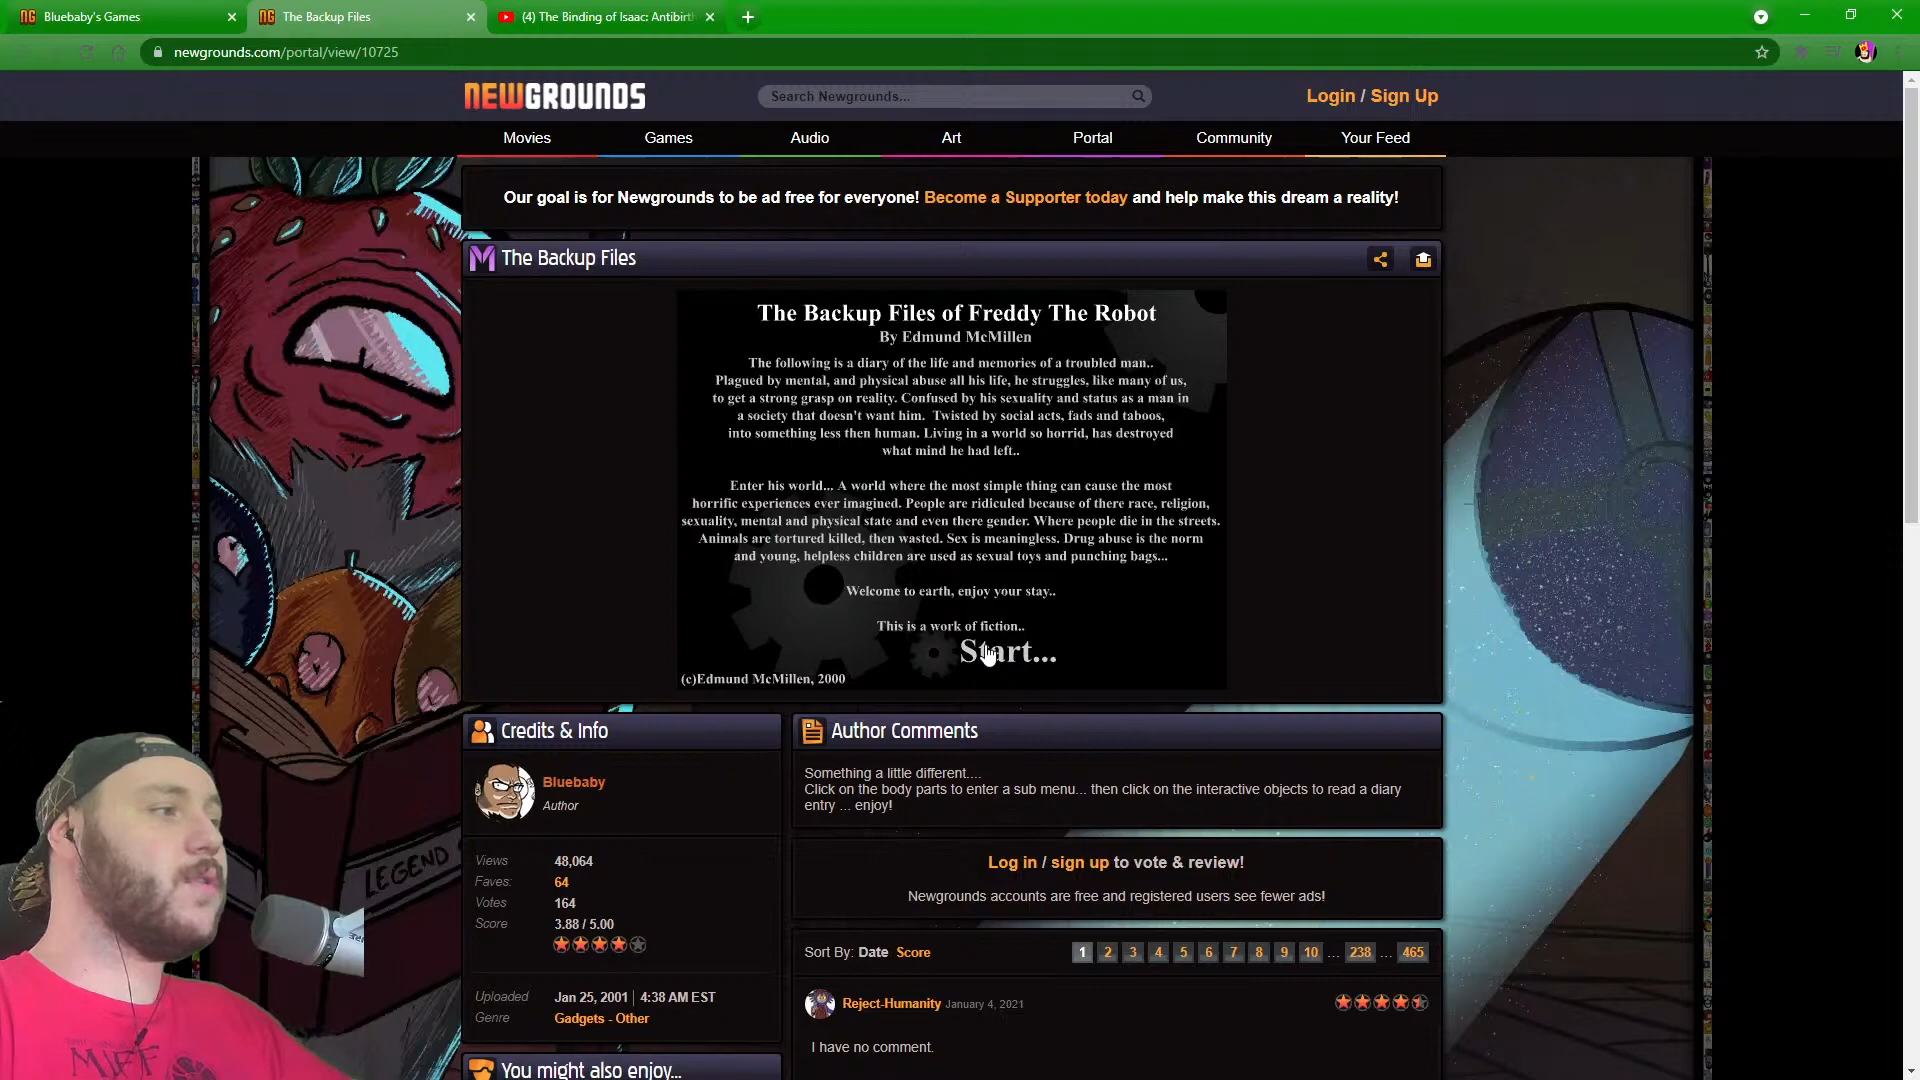 Bluebaby's Games
The Backup Files
(4) The Binding of Isaac: Antibirth
newgrounds.com/portal/view/10725
NEWGROUNDS
Search Newgrounds...
Login / Sign Up
Movies
Games
Audio
Art
Portal
Community
Your Feed
Our goal is for Newgrounds to be ad free for everyone! Become a Supporter today and help make this dream a reality!
The Backup Files
The Backup Files of Freddy The Robot
By Edmund McMillen
The following is a diary of the life and memories of a troubled man..
Plagued by mental, and physical abuse all his life, he struggles, like many of us,
to get a strong grasp on reality. Confused by his sexuality and status as a man in
a society that doesn't want him. Twisted by social acts, fads and taboos,
into something less then human. Living in a world so horrid, has destroyed
what mind he had left..
Enter his world... A world where the most simple thing can cause the most
horrific experiences ever imagined. People are ridiculed because of there race, religion,
sexuality, mental and physical state and even there gender. Where people die in the streets.
Animals are tortured killed, then wasted. Sex is meaningless. Drug abuse is the norm
and young, helpless children are used as sexual toys and punching bags...
Welcome to earth, enjoy your stay..
This is a work of fiction..
Start...
(c)Edmund McMillen, 2000
Credits & Info
Bluebaby
Author
Views 48,064
Faves: 64
Votes 164
Score 3.88 / 5.00
Uploaded Jan 25, 2001 | 4:38 AM EST
Genre Gadgets - Other
You might also enjoy...
Author Comments
Something a little different....
Click on the body parts to enter a sub menu... then click on the interactive objects to read a diary
entry ... enjoy!
Log in / sign up to vote & review!
Newgrounds accounts are free and registered users see fewer ads!
Sort By: Date Score
1 2 3 4 5 6 7 8 9 10 ... 238 ... 465
Reject-Humanity January 4, 2021
I have no comment.
LEGEND
MIFF